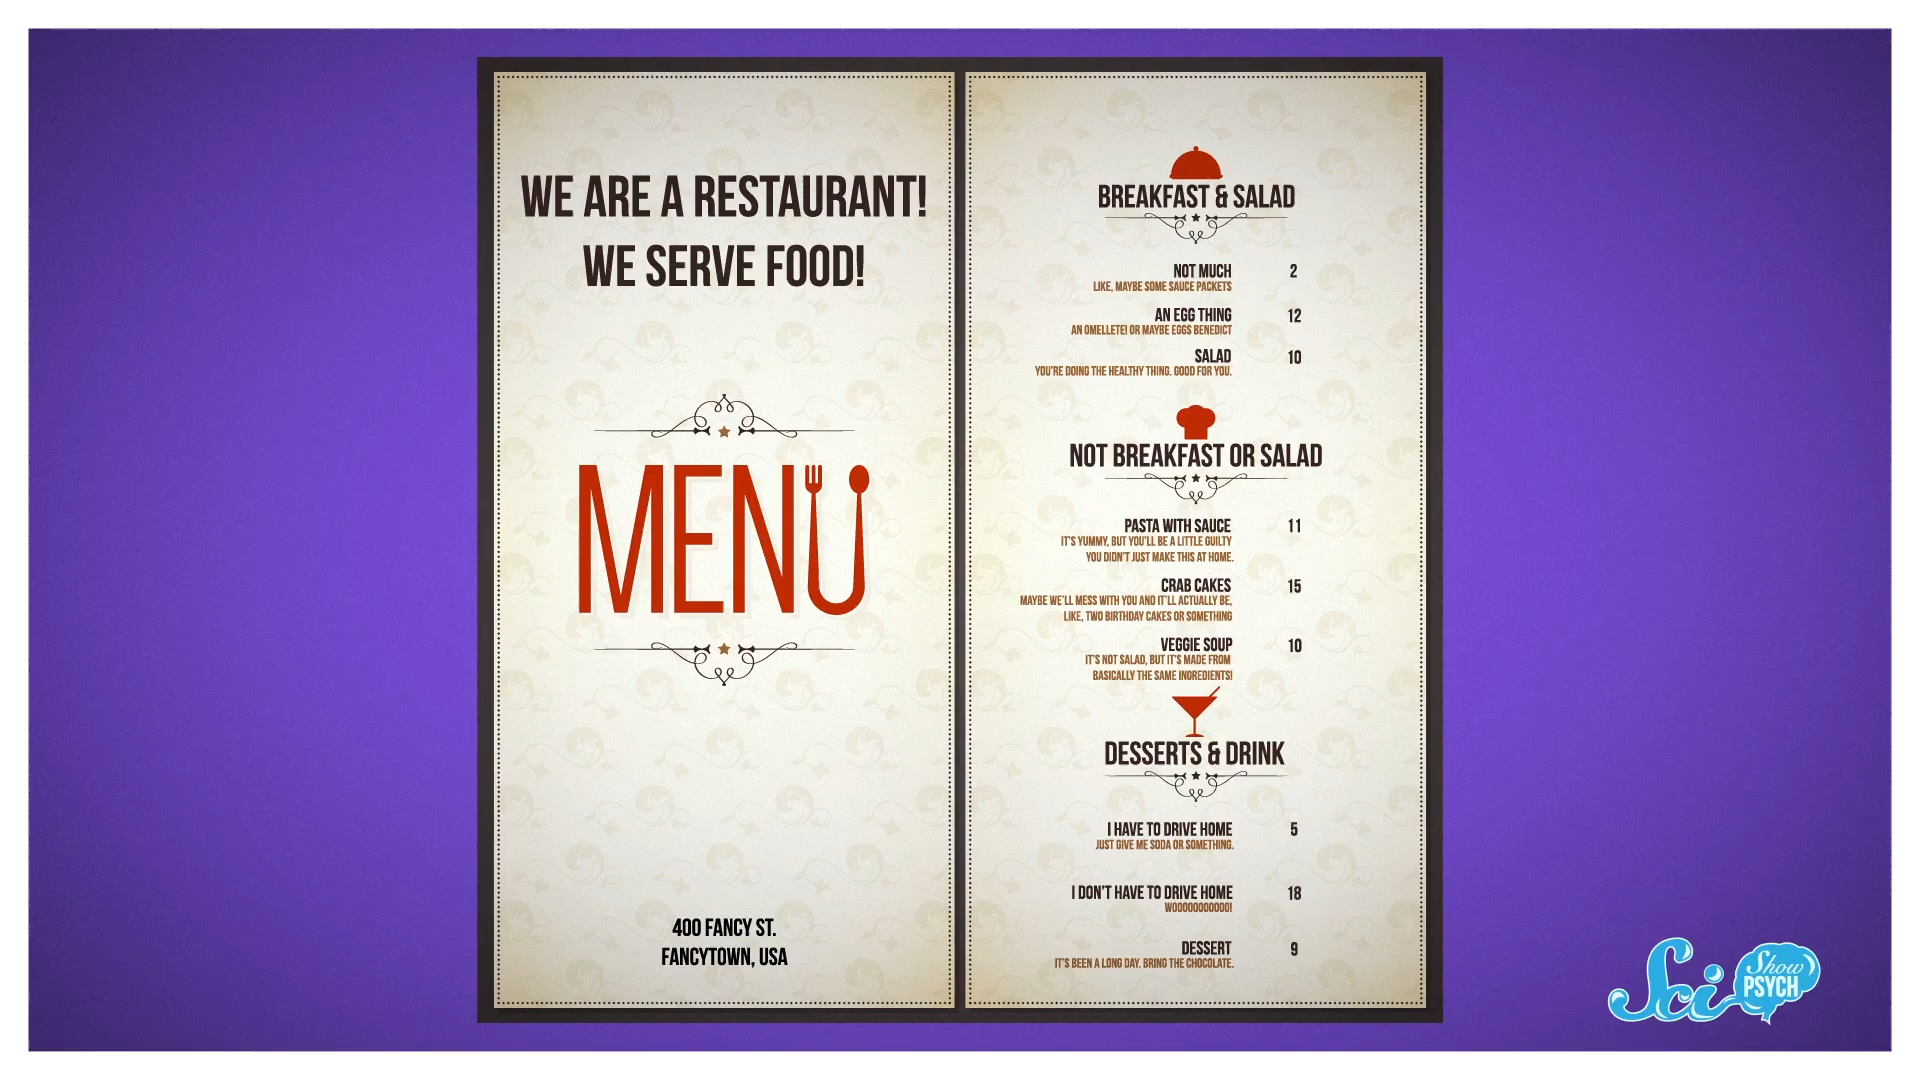 WE ARE A RESTAURANT!
WE SERVE FOOD!
MENU
400 FANCY ST.
FANCYTOWN, USA
BREAKFAST & SALAD
NOT MUCH 2
LIKE, MAYBE SOME SAUCE PACKETS
AN EGG THING 12
AN OMELLETE! OR MAYBE EGGS BENEDICT
SALAD 10
YOU'RE DOING THE HEALTHY THING. GOOD FOR YOU.
NOT BREAKFAST OR SALAD
PASTA WITH SAUCE 11
IT'S YUMMY, BUT YOU'LL BE A LITTLE GUILTY
YOU DIDN'T JUST MAKE THIS AT HOME.
CRAB CAKES 15
MAYBE WE'LL MESS WITH YOU AND IT'LL ACTUALLY BE,
LIKE, TWO BIRTHDAY CAKES OR SOMETHING
VEGGIE SOUP 10
IT'S NOT SALAD, BUT IT'S MADE FROM
BASICALLY THE SAME INGREDIENTS!
DESSERTS & DRINK
I HAVE TO DRIVE HOME 5
JUST GIVE ME SODA OR SOMETHING.
I DON'T HAVE TO DRIVE HOME 18
WOOOOOOOOOOO!
DESSERT 9
IT'S BEEN A LONG DAY. BRING THE CHOCOLATE.
Sci Show
PSYCH